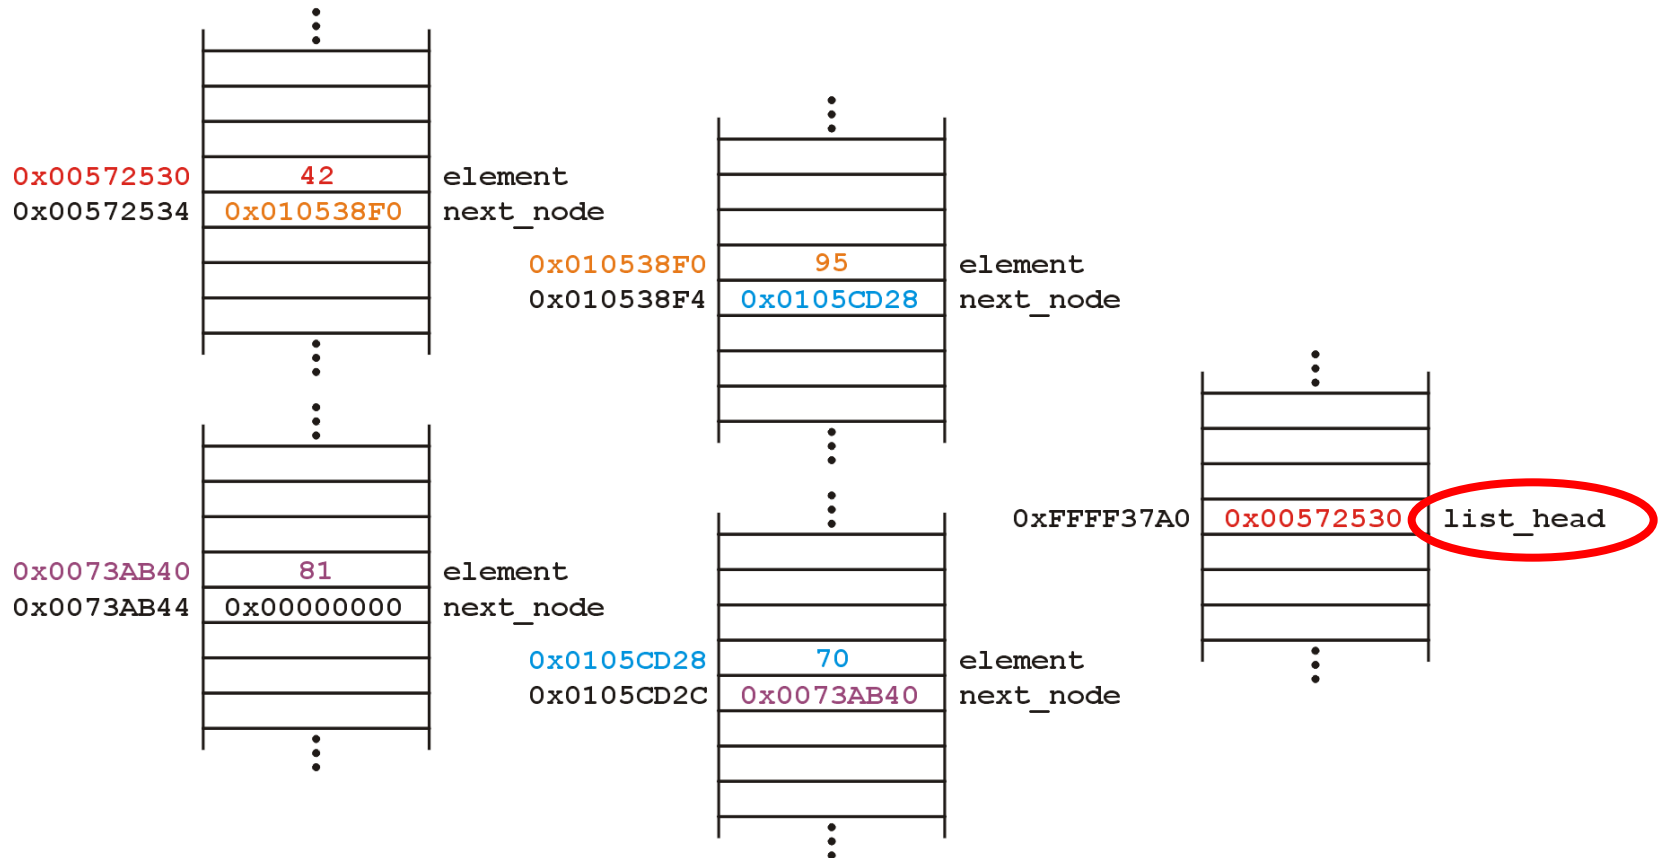 0x00572530 42 element
0x00572534 0x010538F0 next_node
0x010538F0 95 element
0x010538F4 0x0105CD28 next_node
0xFFFF37A0 0x00572530 list_head
0x0073AB40 81 element
0x0073AB44 0x00000000 next_node
0x0105CD28 70 element
0x0105CD2C 0x0073AB40 next_node